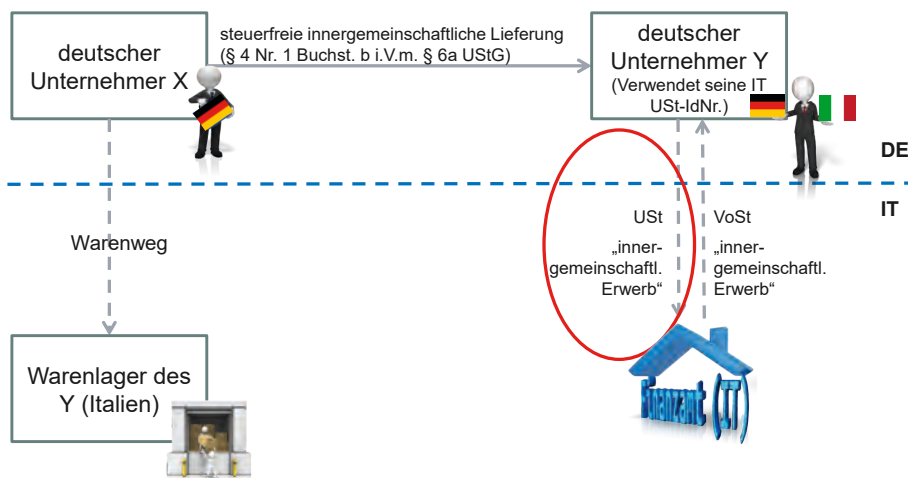 steuerfreie innergemeinschaftliche Lieferung
(§ 4 Nr. 1 Buchst. b i.V.m. § 6a UStG)
deutscher
Unternehmer X
deutscher
Unternehmer Y
(Verwendet seine IT
USt-IdNr.)
DE
IT
Warenweg
USt
„inner-
gemeinschaftl.
Erwerb“
VoSt
„inner-
gemeinschaftl.
Erwerb“
Warenlager des
Y (Italien)
Finanzamt (IT)